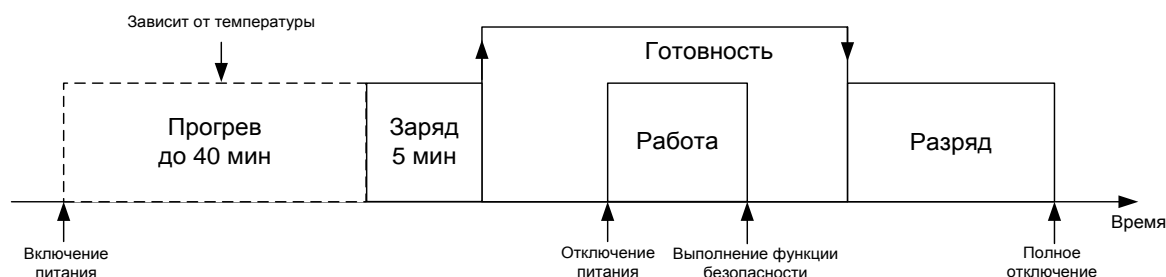 Зависит от температуры
Готовность
Прогрев
до 40 мин
Заряд
5 мин
Работа
Разряд
Время
Включение
питания
Отключение
питания
Выполнение функции
безопасности
Полное
отключение